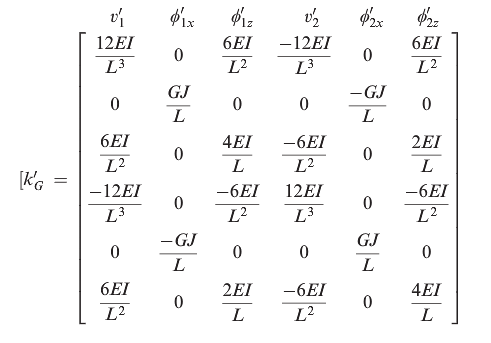 v′₁ ϕ′₁ₓ ϕ′₁z v′₂ ϕ′₂ₓ ϕ′₂z
12EI/L³ 0 6EI/L² −12EI/L³ 0 6EI/L²
0 GJ/L 0 0 −GJ/L 0
[k′G = 6EI/L² 0 4EI/L −6EI/L² 0 2EI/L
−12EI/L³ 0 −6EI/L² 12EI/L³ 0 −6EI/L²
0 −GJ/L 0 0 GJ/L 0
6EI/L² 0 2EI/L −6EI/L² 0 4EI/L